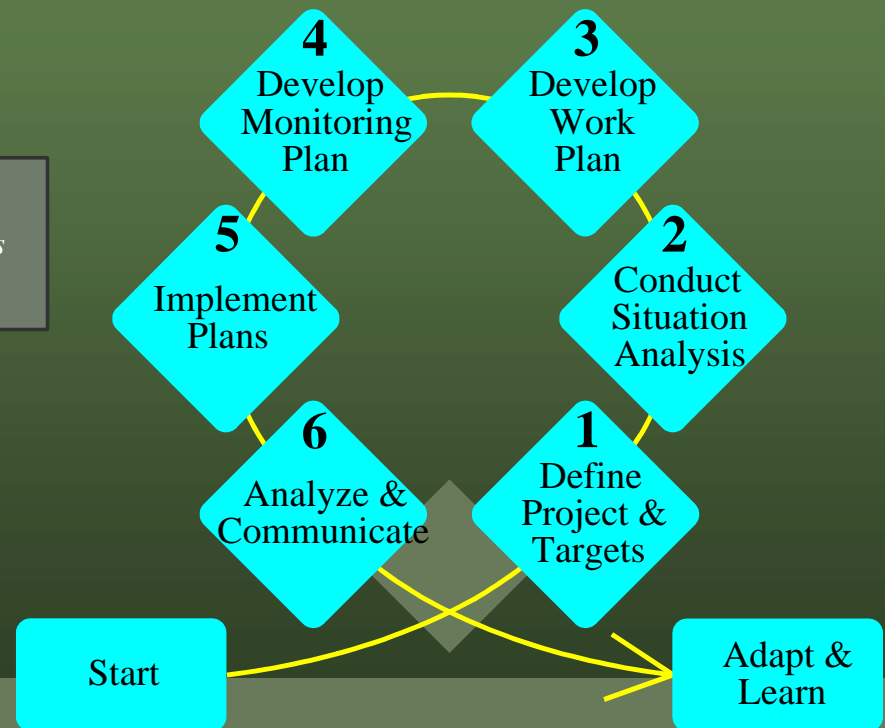 4
Develop
Monitoring
Plan
3
Develop
Work
Plan
5
Implement
Plans
2
Conduct
Situation
Analysis
6
Analyze &
Communicate
1
Define
Project &
Targets
Start
Adapt &
Learn